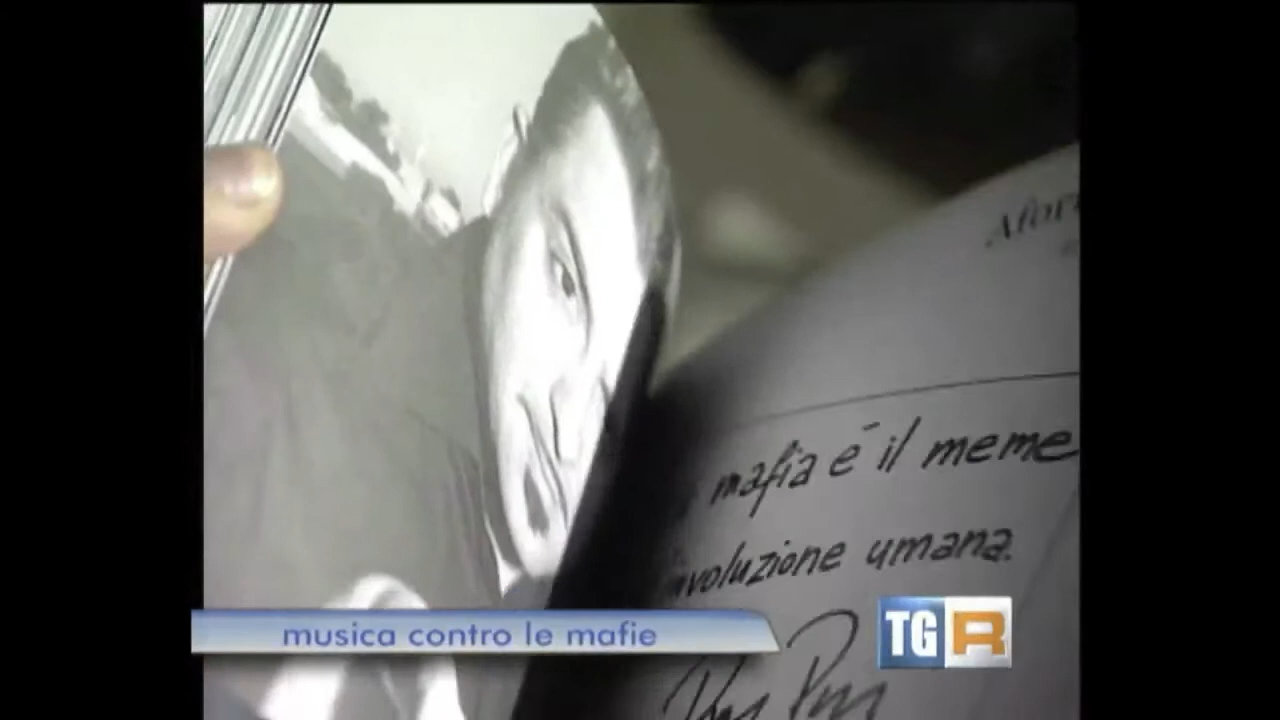 mafia é il meme
involuzione umana.
musica contro le mafie
TGR